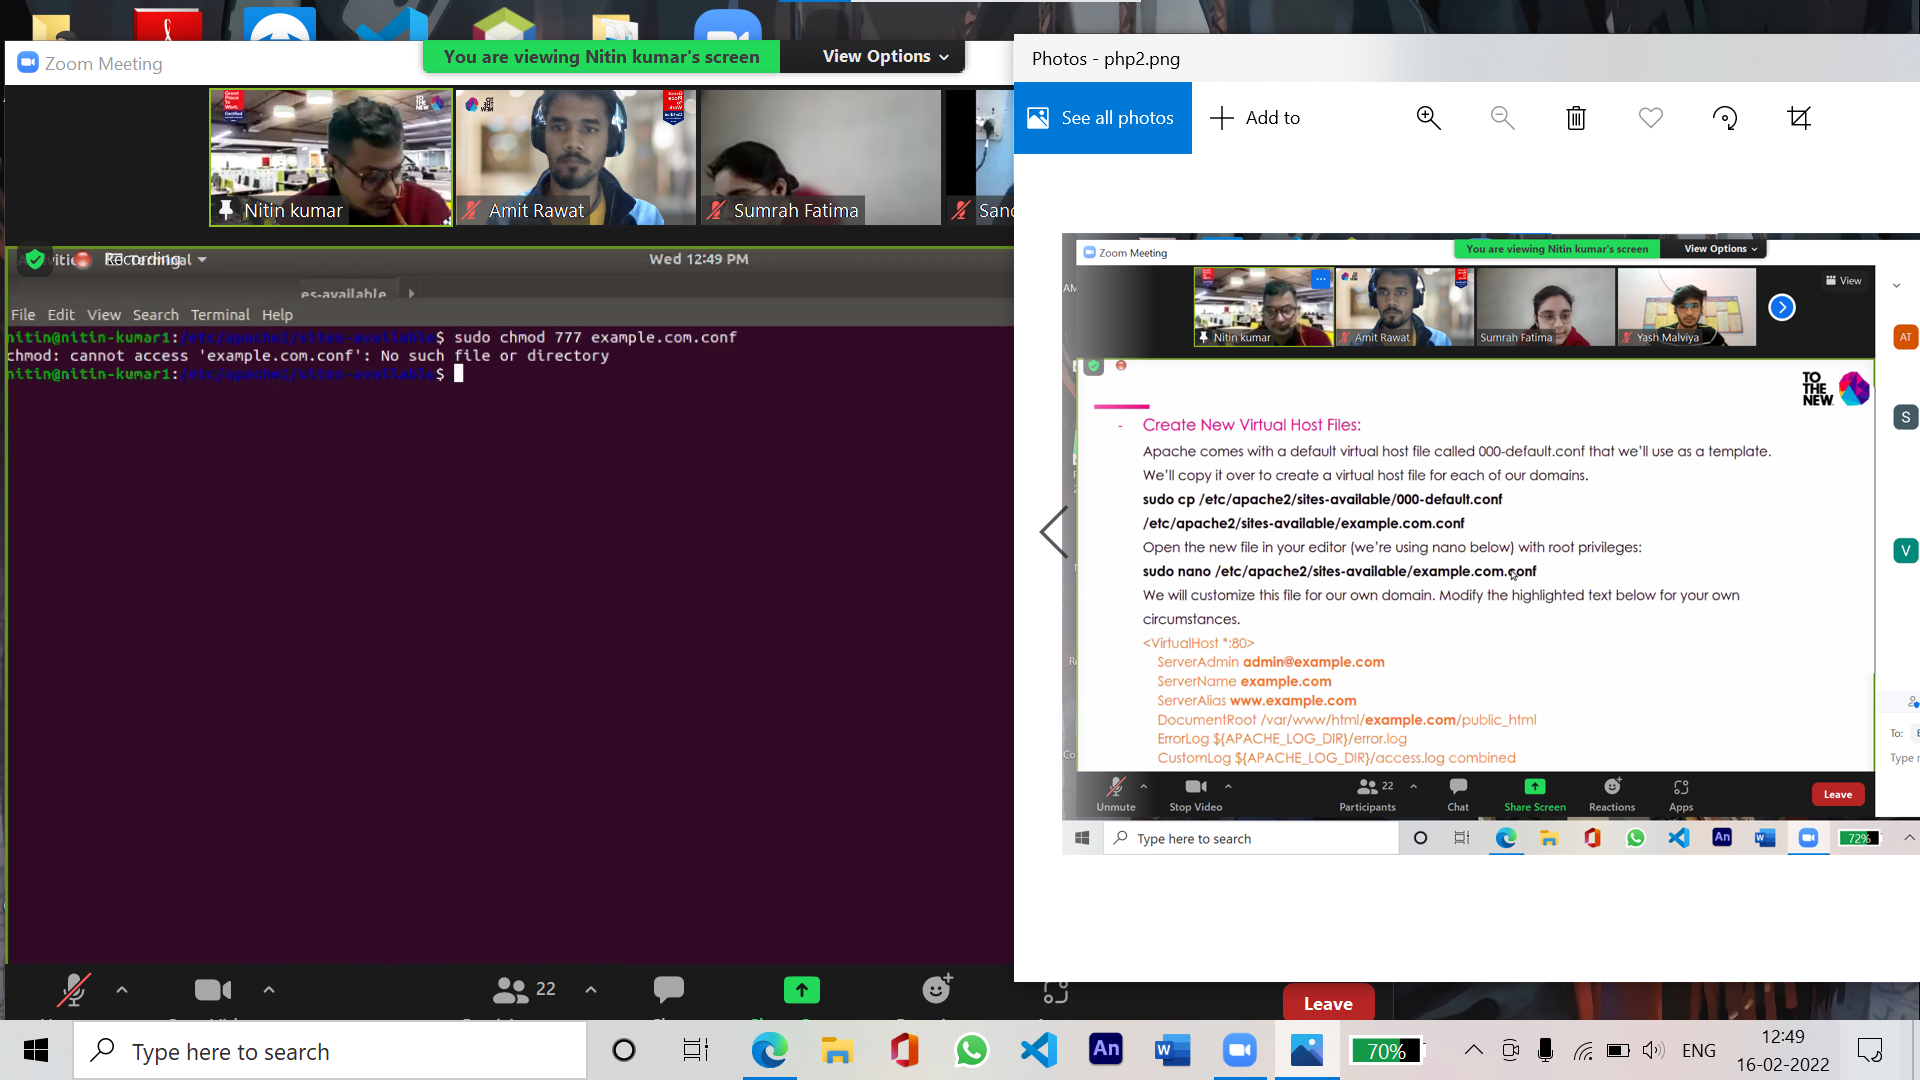 Zoom Meeting
You are viewing Nitin kumar's screen
View Options
Nitin kumar
Amit Rawat
Sumrah Fatima
Recording
Terminal
Wed 12:49 PM
es-available
File Edit View Search Terminal Help
nitin@nitin-kumar1:/etc/apache2/sites-available$ sudo chmod 777 example.com.conf
chmod: cannot access 'example.com.conf': No such file or directory
nitin@nitin-kumar1:/etc/apache2/sites-available$
22
Leave
Photos - php2.png
See all photos
Add to
Zoom Meeting
You are viewing Nitin kumar's screen
View Options
View
Nitin kumar
Amit Rawat
Sumrah Fatima
Yash Malviya
AT
S
V
TO
THE
NEW
- Create New Virtual Host Files:
Apache comes with a default virtual host file called 000-default.conf that we'll use as a template.
We'll copy it over to create a virtual host file for each of our domains.
sudo cp /etc/apache2/sites-available/000-default.conf
/etc/apache2/sites-available/example.com.conf
Open the new file in your editor (we're using nano below) with root privileges:
sudo nano /etc/apache2/sites-available/example.com.conf
We will customize this file for our own domain. Modify the highlighted text below for your own
circumstances.
<VirtualHost *:80>
ServerAdmin admin@example.com
ServerName example.com
ServerAlias www.example.com
DocumentRoot /var/www/html/example.com/public_html
ErrorLog ${APACHE_LOG_DIR}/error.log
CustomLog ${APACHE_LOG_DIR}/access.log combined
To:
Unmute
Stop Video
22
Participants
Chat
Share Screen
Reactions
Apps
Leave
Type here to search
An
72%
Type here to search
An
70%
ENG
12:49
16-02-2022